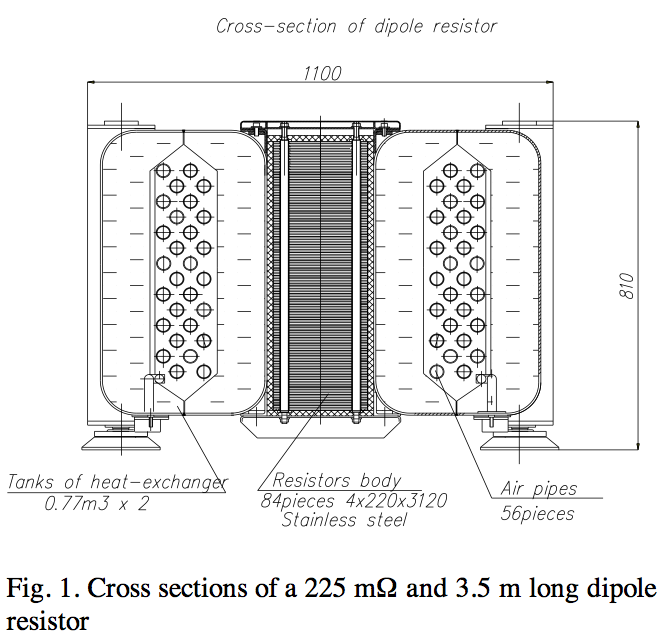 Cross-section of dipole resistor
1100
810
Tanks of heat-exchanger
0.77m3 x 2
Resistors body
84pieces 4x220x3120
Stainless steel
Air pipes
56pieces
Fig. 1. Cross sections of a 225 mΩ and 3.5 m long dipole
resistor